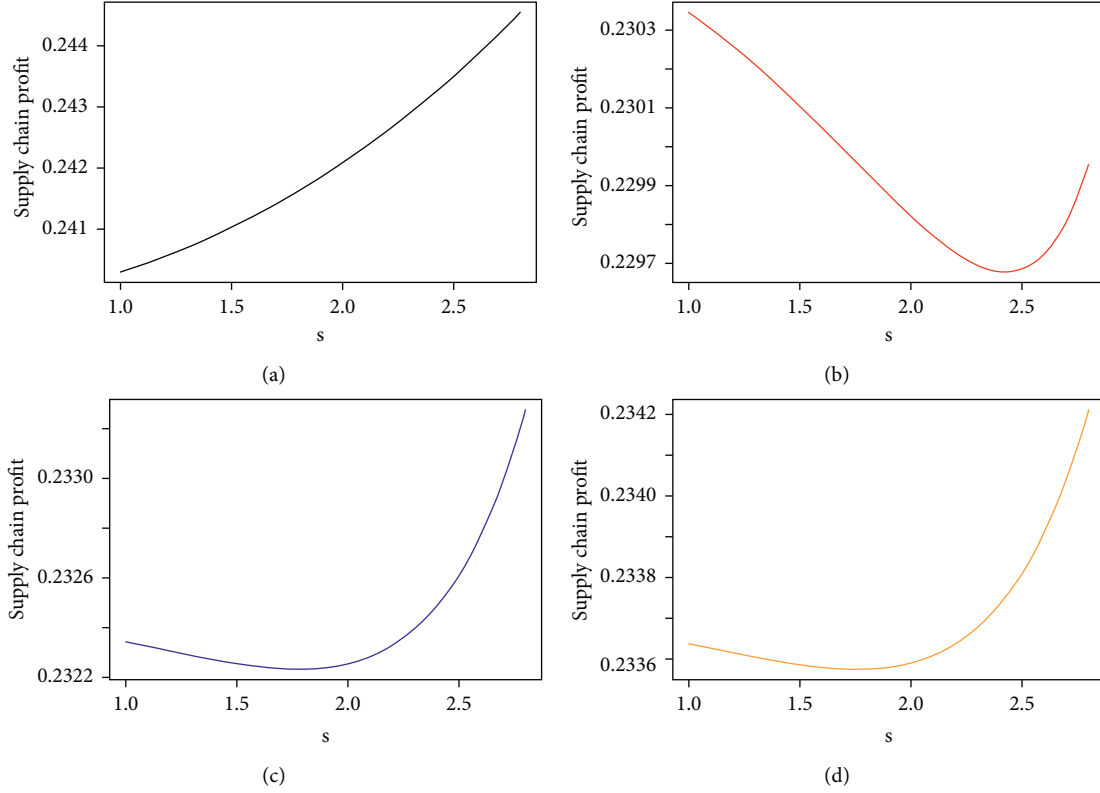 Supply chain profit
0.244
0.243
0.242
0.241
1.0 1.5 2.0 2.5
s
(a)
Supply chain profit
0.2303
0.2301
0.2299
0.2297
1.0 1.5 2.0 2.5
s
(b)
Supply chain profit
0.2330
0.2326
0.2322
1.0 1.5 2.0 2.5
s
(c)
Supply chain profit
0.2342
0.2340
0.2338
0.2336
1.0 1.5 2.0 2.5
s
(d)